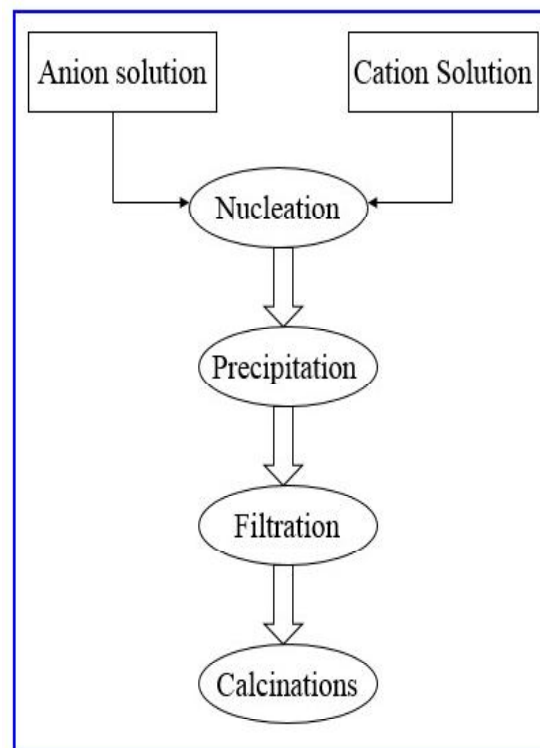 Anion solution
Cation Solution
Nucleation
Precipitation
Filtration
Calcinations